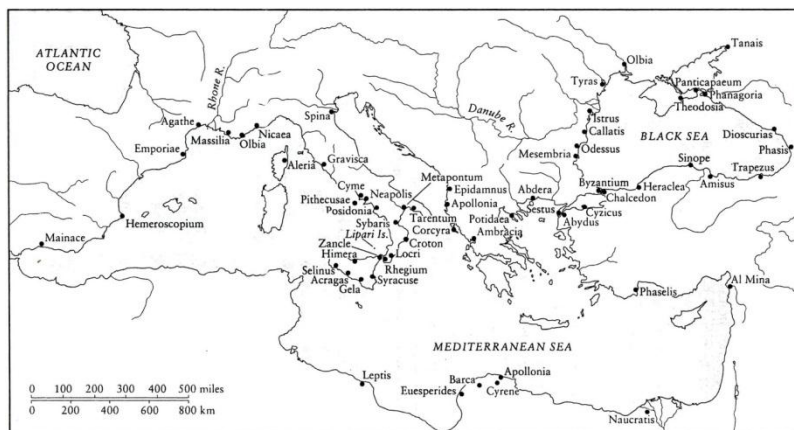 ATLANTIC
OCEAN
Rhone R.
Danube R.
Olbia
Tanais
Tyras
Panticapaeum
Phanagoria
Theodosia
Istrus
Callatis
BLACK SEA
Dioscurias
Odessus
Mesembria
Phasis
Sinope
Trapezus
Amisus
Heraclea
Byzantium
Chalcedon
Agathe
Massilia
Olbia
Nicaea
Spina
Emporiae
Aleria
Gravisca
Metapontum
Cyme
Neapolis
Epidamnus
Abdera
Pithecusae
Apollonia
Posidonia
Tarentum
Potidaea
Sestus
Cyzicus
Abydus
Sybaris
Corcyra
Ambracia
Hemeroscopium
Lipari Is.
Croton
Mainace
Zancle
Himera
Locri
Selinus
Rhegium
Acragas
Syracuse
Gela
Phaselis
Al Mina
MEDITERRANEAN SEA
Leptis
Barca
Apollonia
Euesperides
Cyrene
Naucratis
0 100 200 300 400 500 miles
0 200 400 600 800 km